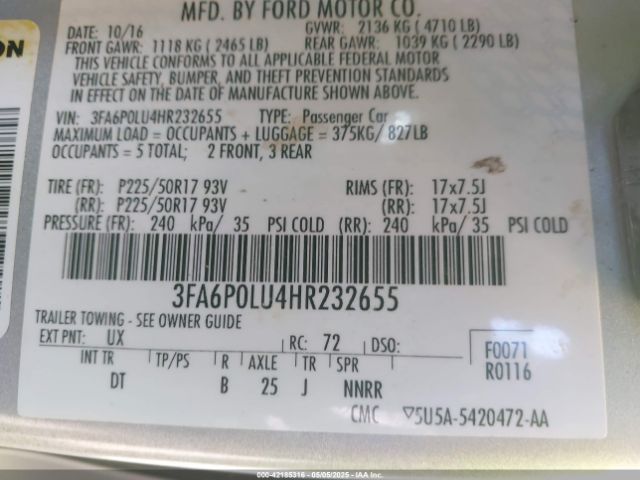 MFD. BY FORD MOTOR CO.
DATE: 10/16 GVWR: 2136 KG ( 4710 LB)
FRONT GAWR: 1118 KG ( 2465 LB) REAR GAWR: 1039 KG ( 2290 LB)
THIS VEHICLE CONFORMS TO ALL APPLICABLE FEDERAL MOTOR
VEHICLE SAFETY, BUMPER, AND THEFT PREVENTION STANDARDS
IN EFFECT ON THE DATE OF MANUFACTURE SHOWN ABOVE.
VIN: 3FA6P0LU4HR232655 TYPE: Passenger Car
MAXIMUM LOAD = OCCUPANTS + LUGGAGE = 375KG/ 827LB
OCCUPANTS = 5 TOTAL; 2 FRONT, 3 REAR
TIRE (FR): P225/50R17 93V RIMS (FR): 17x7.5J
(RR): P225/50R17 93V (RR): 17x7.5J
PRESSURE (FR): 240 kPa/ 35 PSI COLD (RR): 240 kPa/ 35 PSI COLD
3FA6P0LU4HR232655
TRAILER TOWING - SEE OWNER GUIDE
EXT PNT: UX RC: 72 DSO: F0071
INT TR TP/PS R AXLE TR SPR R0116
DT B 25 J NNRR
CMC ▽5U5A-5420472-AA
ON
00-42185316 - 05/05/2025 - IAA Inc.